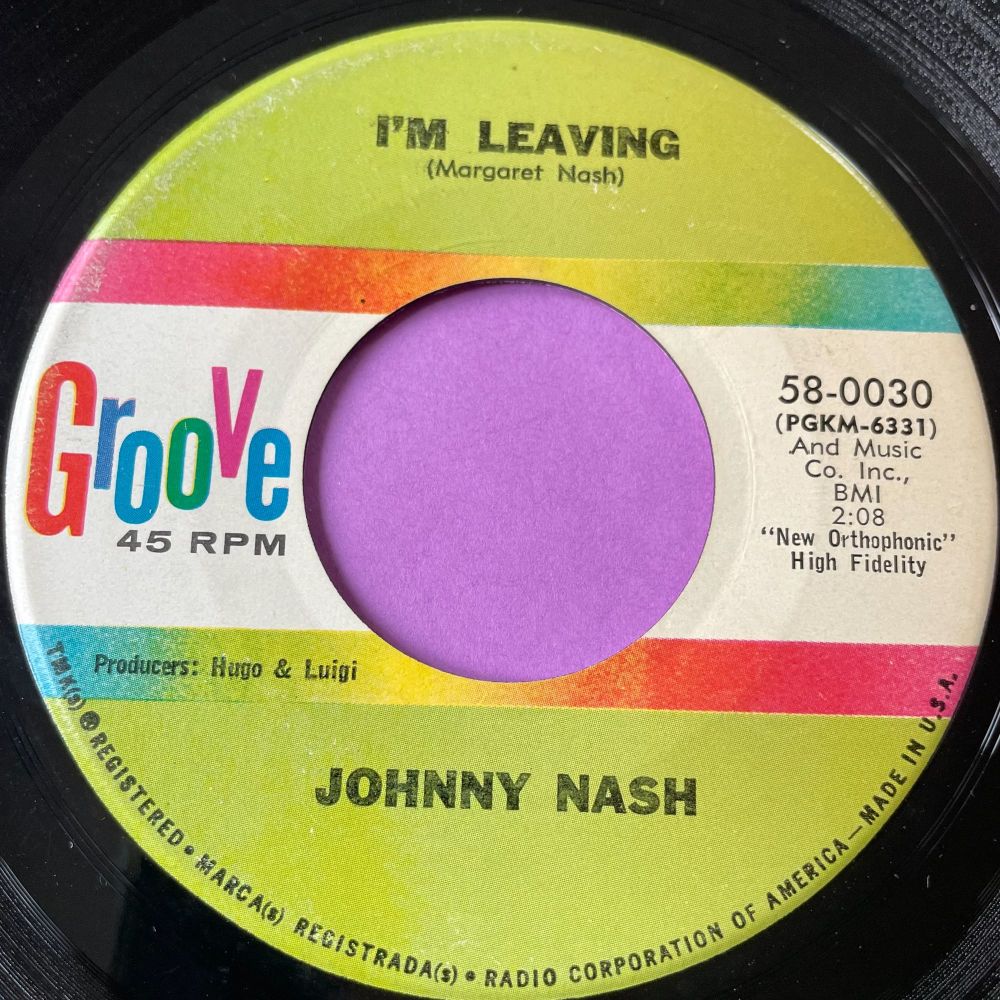 I'M LEAVING
(Margaret Nash)
Groove
45 RPM
58-0030
(PGKM-6331)
And Music
Co. Inc.,
BMI
2:08
"New Orthophonic"
High Fidelity
Producers: Hugo & Luigi
JOHNNY NASH
TMK(s) ® REGISTERED • MARCA(s) REGISTRADA(s) • RADIO CORPORATION OF AMERICA—MADE IN U.S.A.